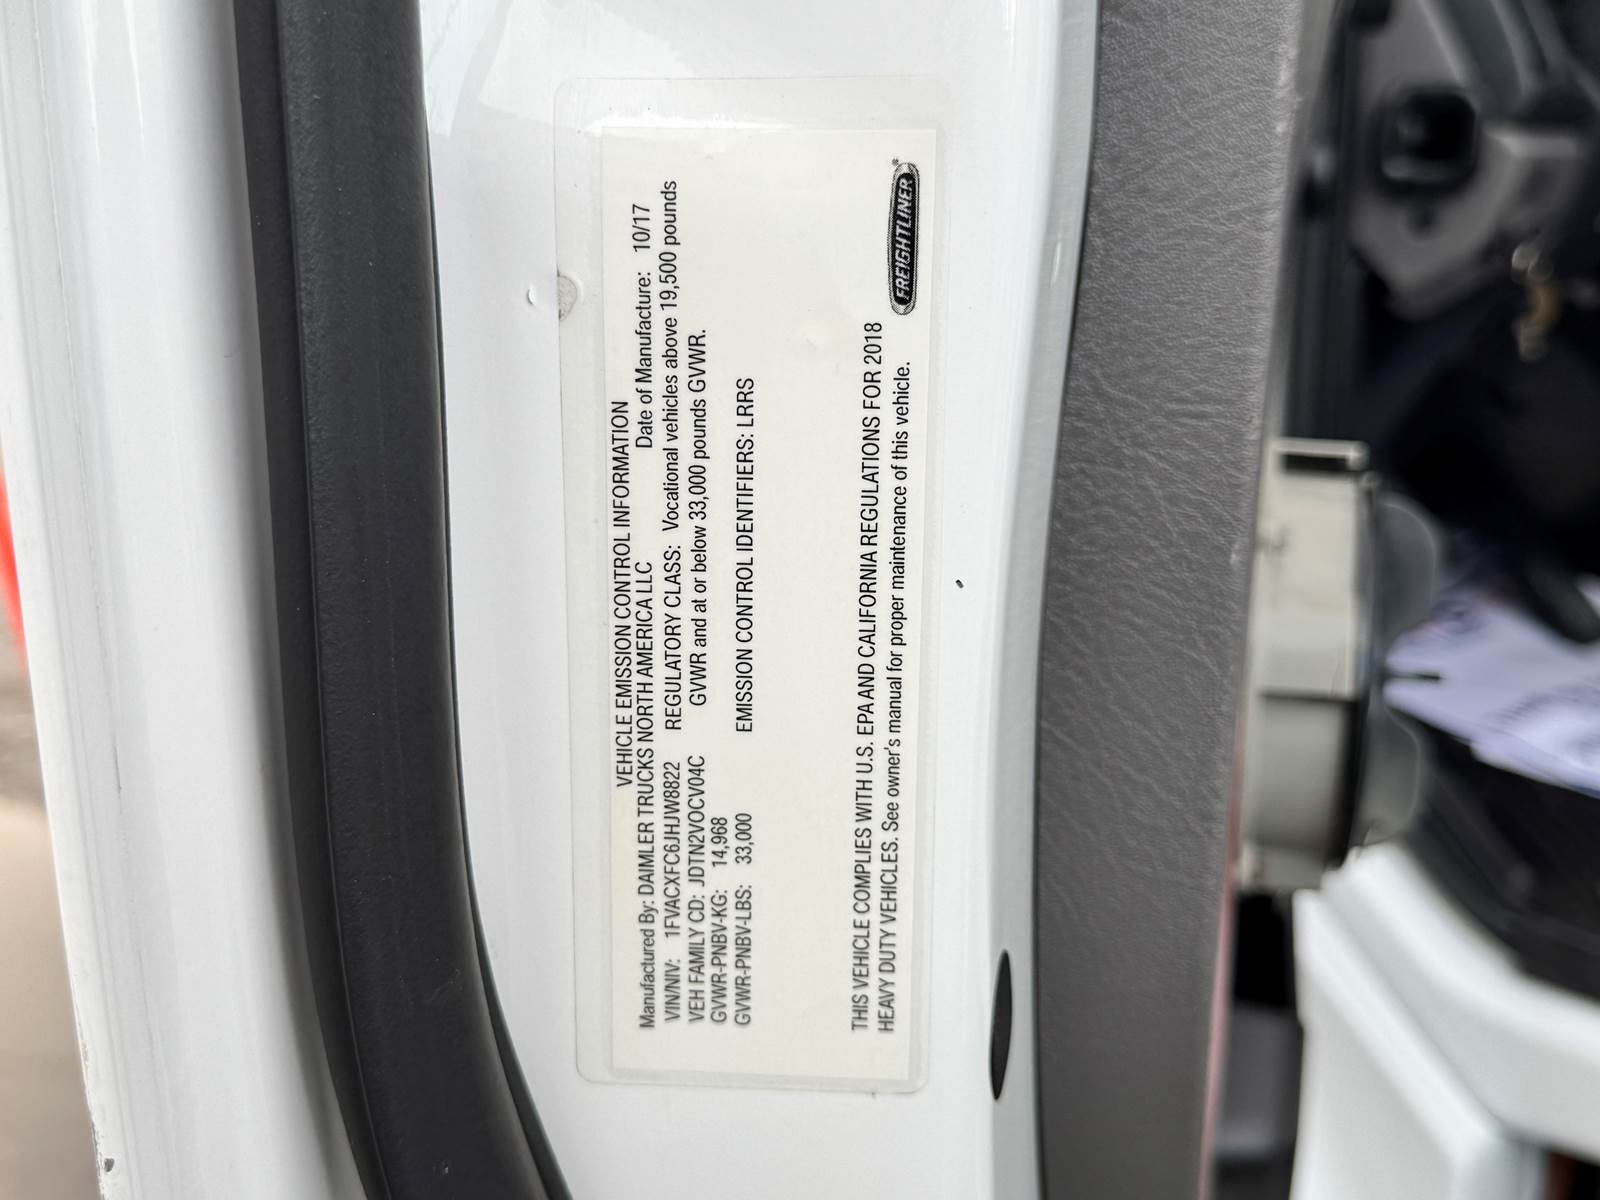 VEHICLE EMISSION CONTROL INFORMATION
Manufactured By: DAIMLER TRUCKS NORTH AMERICA LLC Date of Manufacture: 10/17
VIN/NIV: 1FVACXFC6JHJW8822 REGULATORY CLASS: Vocational vehicles above 19,500 pounds
VEH FAMILY CD: JDTN2VOCV04C GVWR and at or below 33,000 pounds GVWR.
GVWR-PNBV-KG: 14,968
GVWR-PNBV-LBS: 33,000 EMISSION CONTROL IDENTIFIERS: LRRS
THIS VEHICLE COMPLIES WITH U.S. EPA AND CALIFORNIA REGULATIONS FOR 2018
HEAVY DUTY VEHICLES. See owner's manual for proper maintenance of this vehicle.
FREIGHTLINER